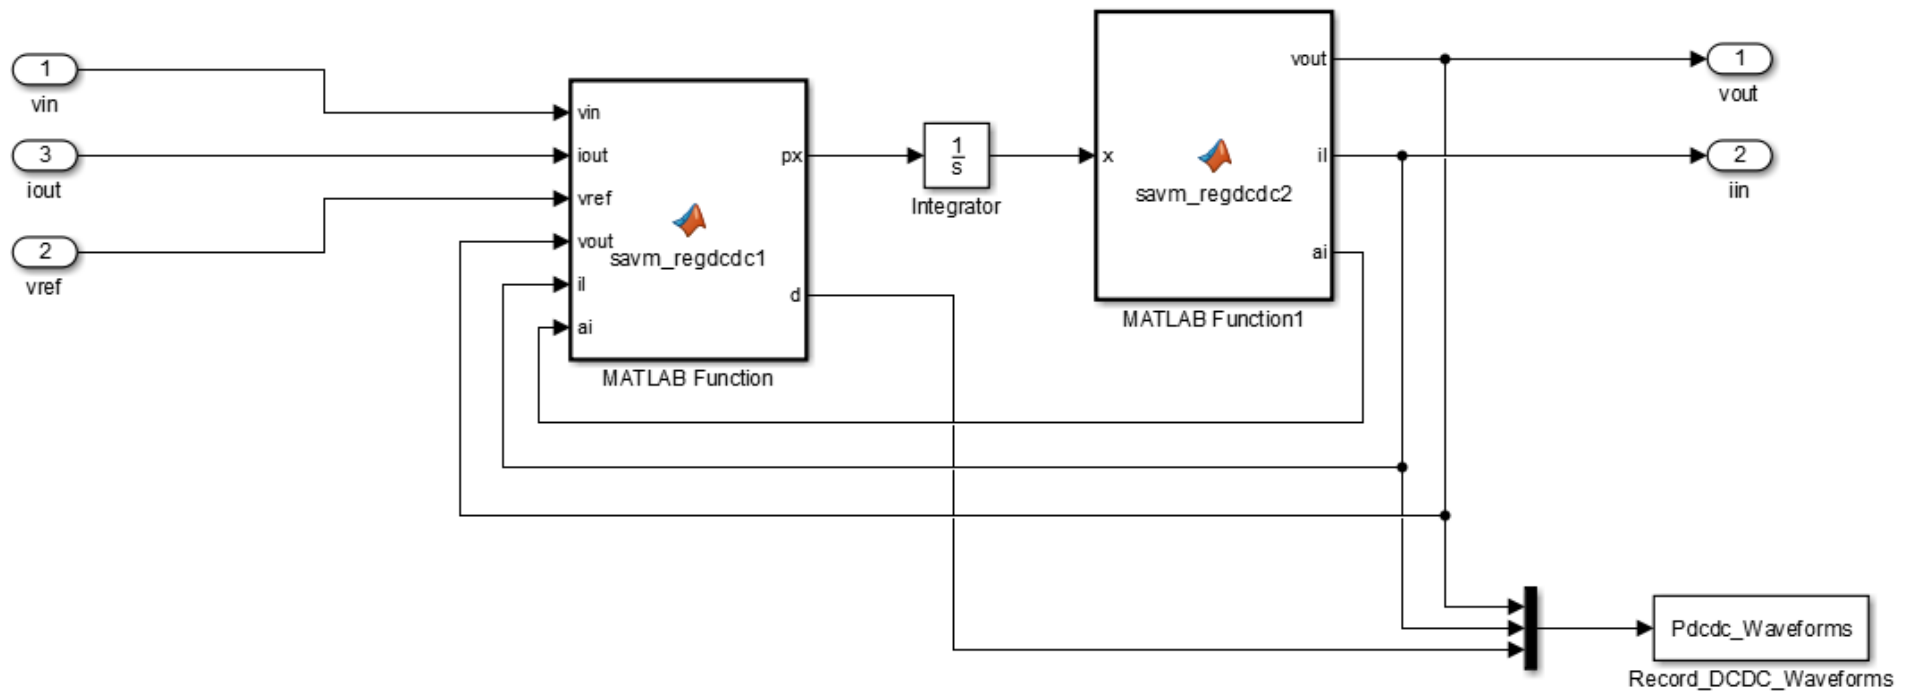 1
vin
3
iout
2
vref
vin
iout
vref
vout
il
ai
px
d
savm_regdcdc1
MATLAB Function
1
s
Integrator
x
vout
il
ai
savm_regdcdc2
MATLAB Function1
1
vout
2
iin
Pdcdc_Waveforms
Record_DCDC_Waveforms